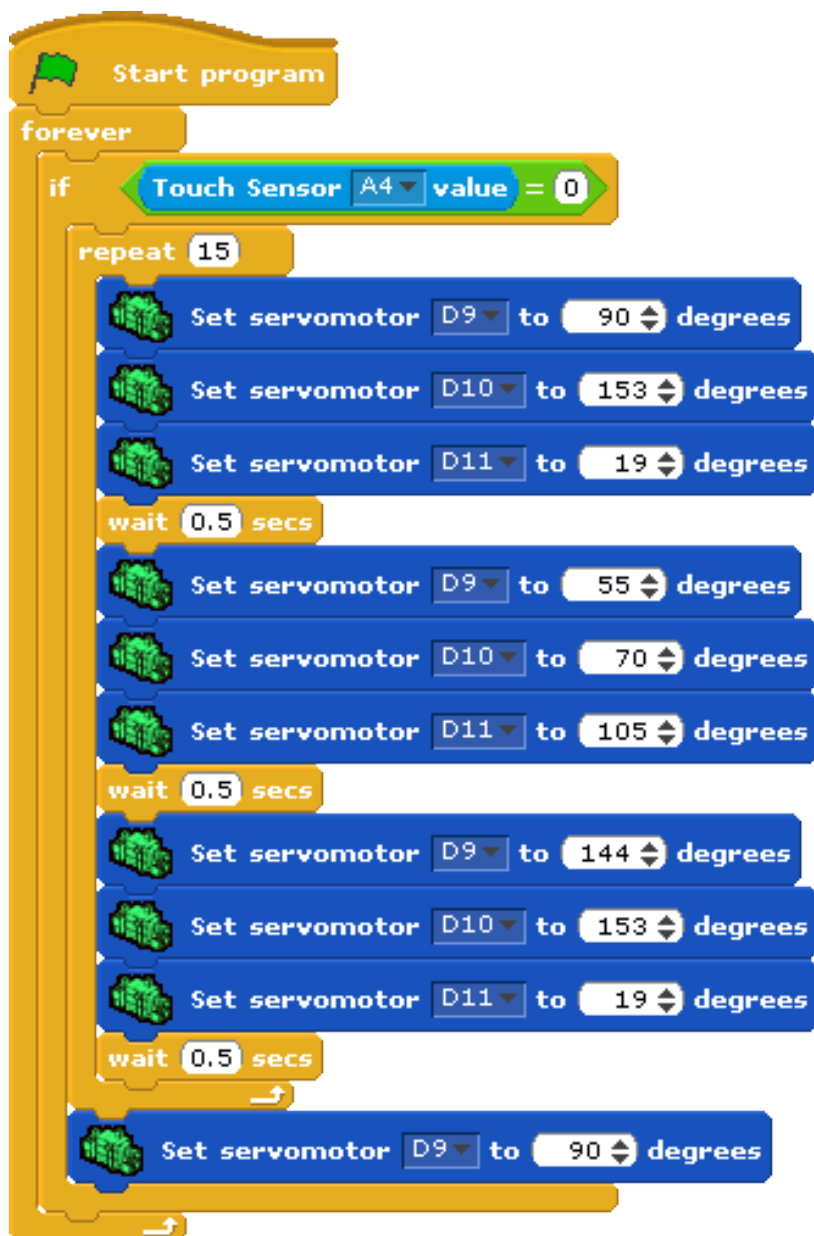 Start program
forever
if Touch Sensor A4 value = 0
repeat 15
Set servomotor D9 to 90 degrees
Set servomotor D10 to 153 degrees
Set servomotor D11 to 19 degrees
wait 0.5 secs
Set servomotor D9 to 55 degrees
Set servomotor D10 to 70 degrees
Set servomotor D11 to 105 degrees
wait 0.5 secs
Set servomotor D9 to 144 degrees
Set servomotor D10 to 153 degrees
Set servomotor D11 to 19 degrees
wait 0.5 secs
Set servomotor D9 to 90 degrees